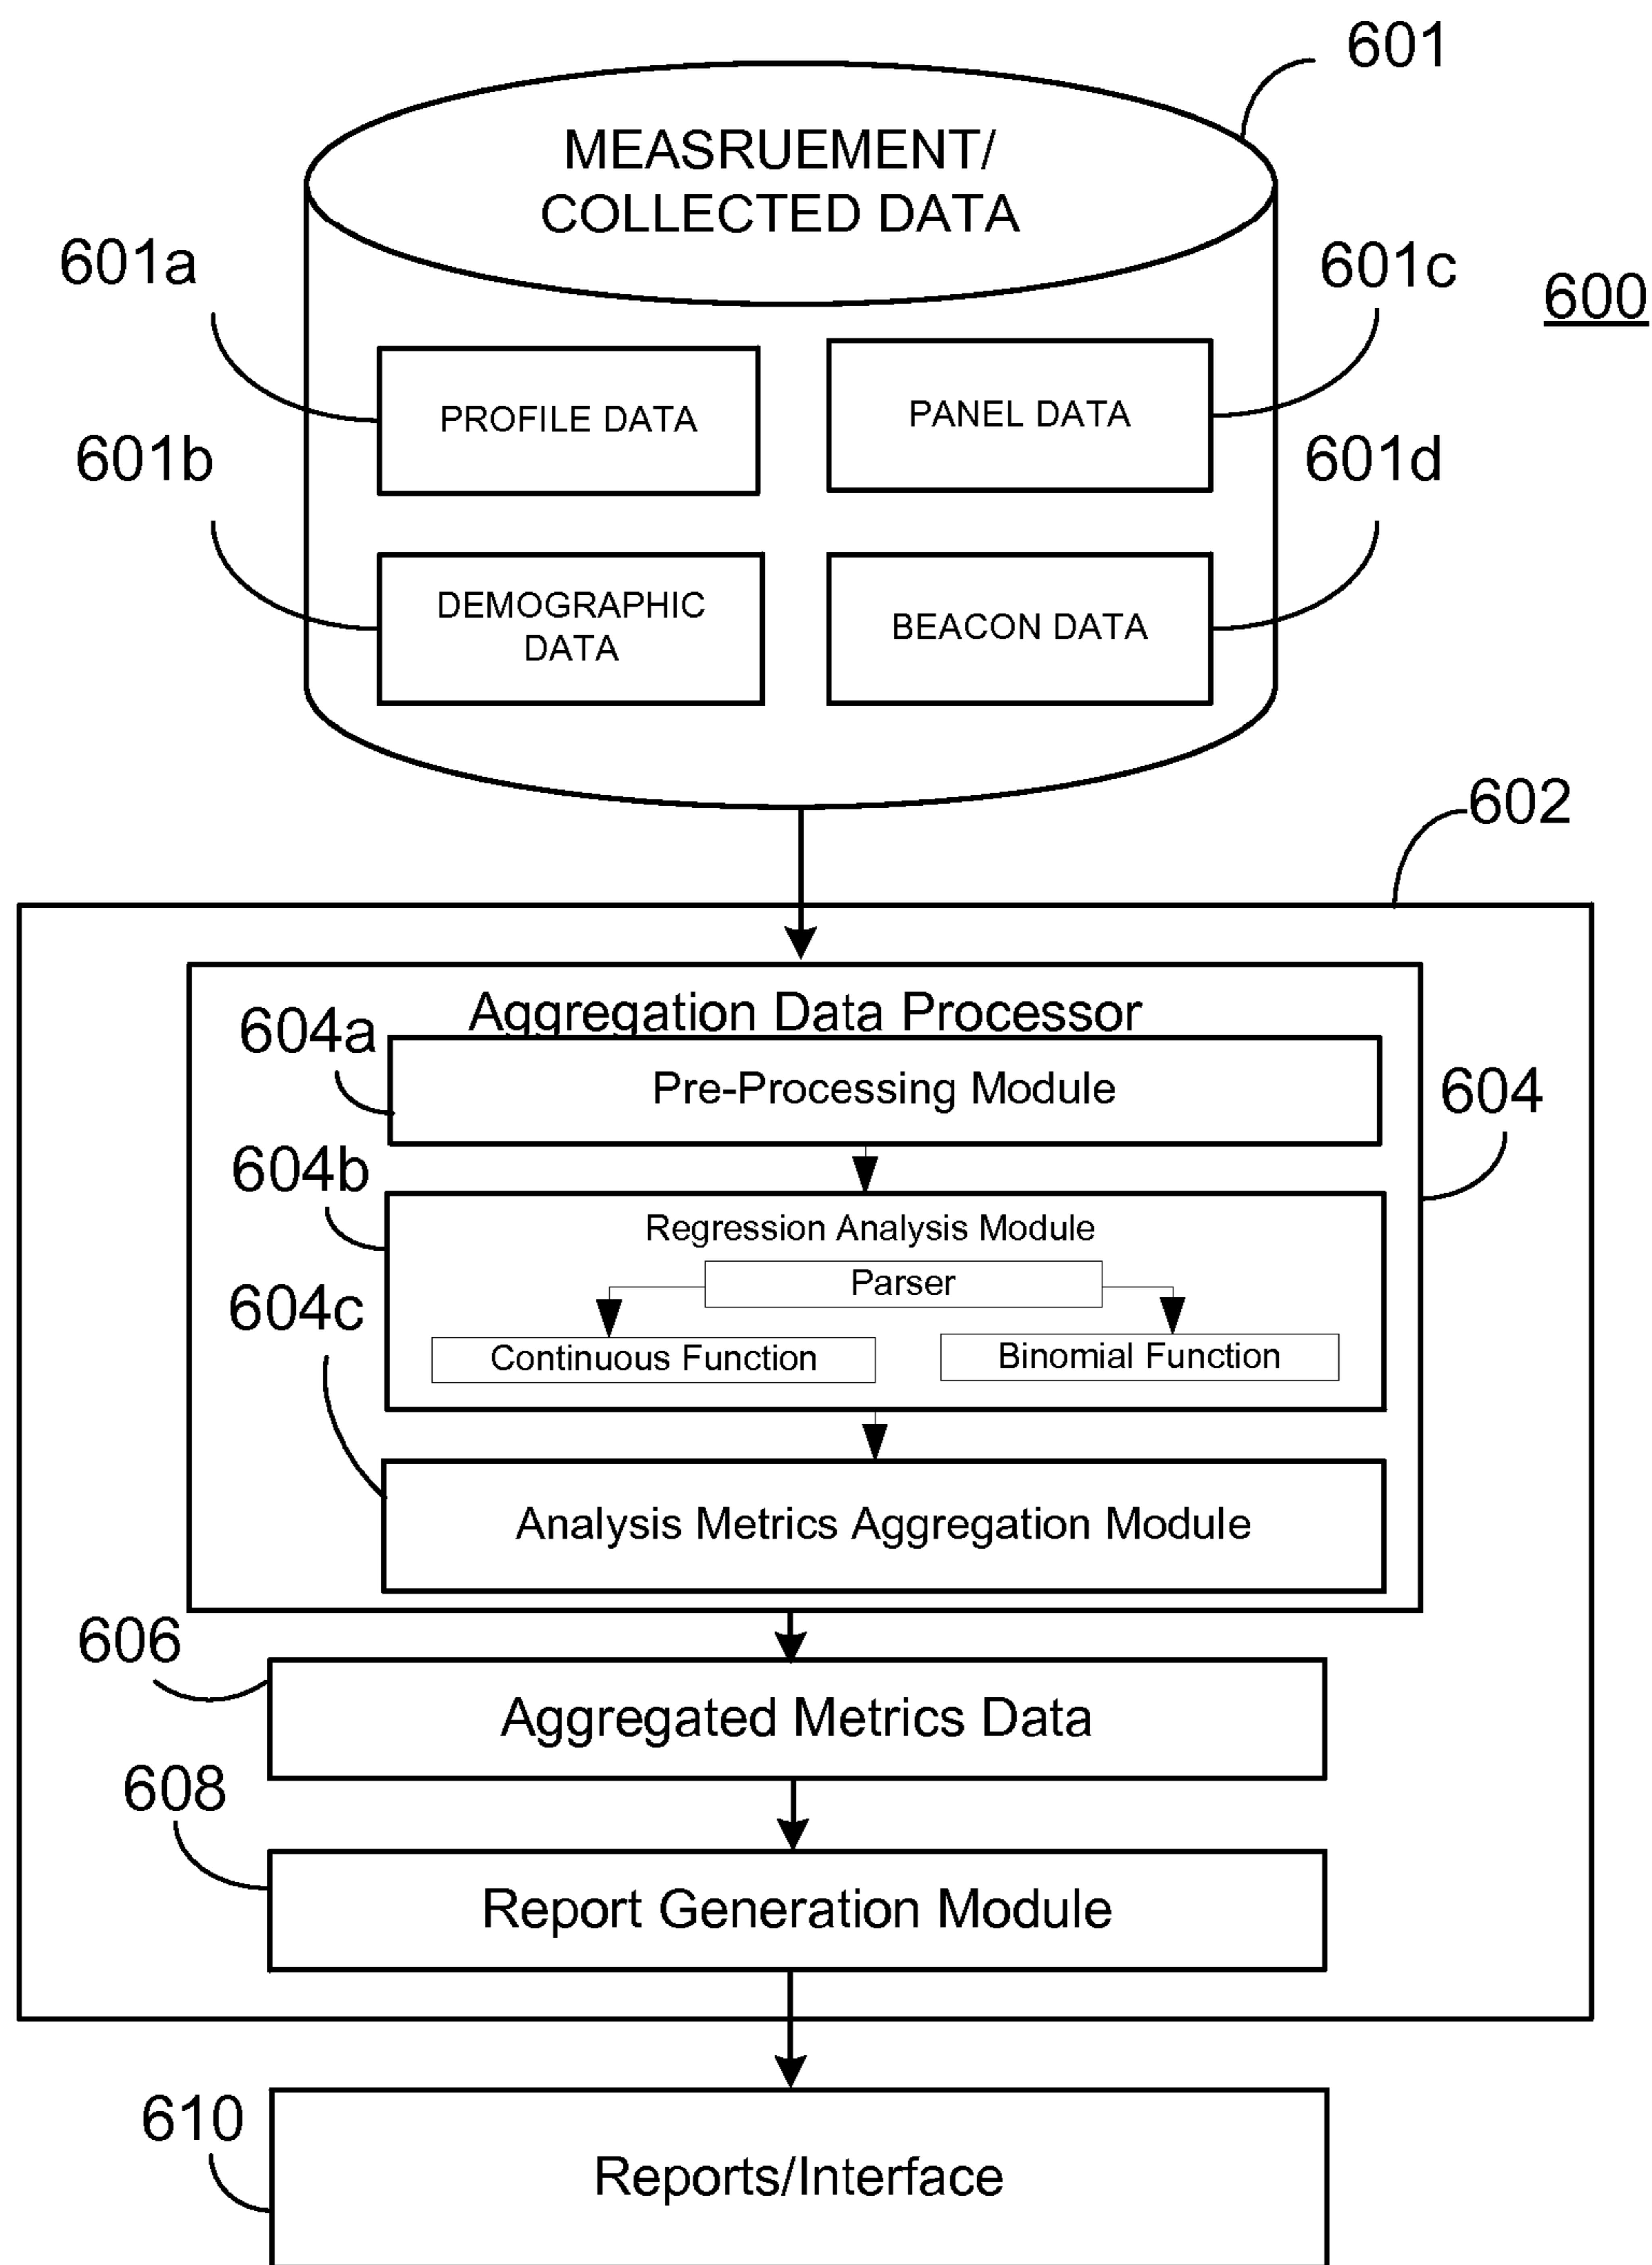 601
MEASRUEMENT/
COLLECTED DATA
601a
601c
600
PROFILE DATA
PANEL DATA
601b
601d
DEMOGRAPHIC
DATA
BEACON DATA
602
Aggregation Data Processor
604a
Pre-Processing Module
604
604b
Regression Analysis Module
Parser
604c
Continuous Function
Binomial Function
Analysis Metrics Aggregation Module
606
Aggregated Metrics Data
608
Report Generation Module
610
Reports/Interface